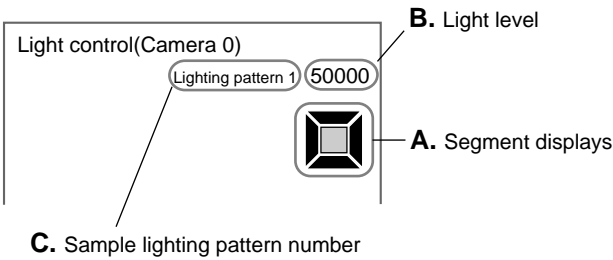 B. Light level
Light control(Camera 0)
Lighting pattern 1 50000
A. Segment displays
C. Sample lighting pattern number